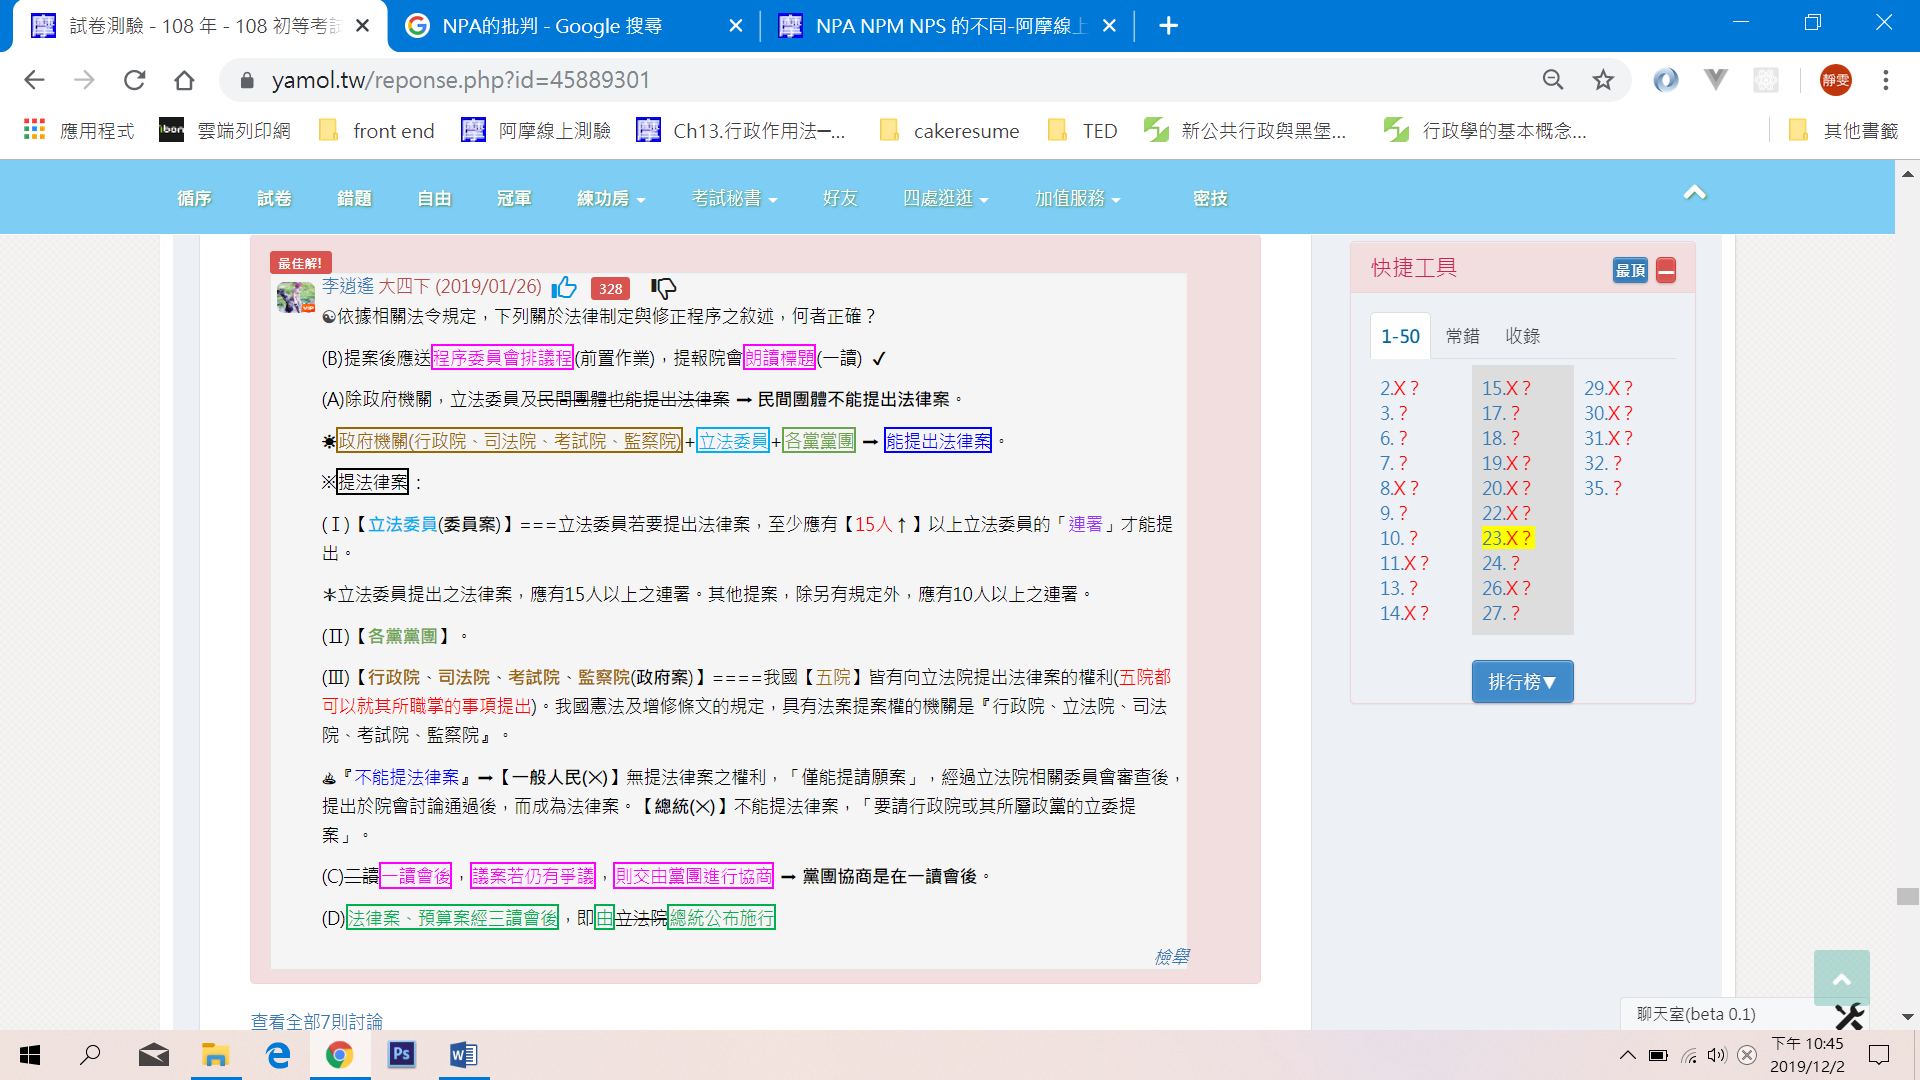 試卷測驗 - 108 年 - 108 初等考試
NPA的批判 - Google 搜尋
NPA NPM NPS 的不同-阿摩線上
yamol.tw/reponse.php?id=45889301
靜雯
應用程式
ibon
雲端列印網
front end
阿摩線上測驗
Ch13.行政作用法─...
cakeresume
TED
新公共行政與黑堡...
行政學的基本概念...
其他書籤
循序
試卷
錯題
自由
冠軍
練功房
考試秘書
好友
四處逛逛
加值服務
密技
最佳解!
李逍遙 大四下 (2019/01/26) 328
☯依據相關法令規定，下列關於法律制定與修正程序之敘述，何者正確？
(B)提案後應送程序委員會排議程(前置作業)，提報院會朗讀標題(一讀) ✓
(A)除政府機關，立法委員及民間團體也能提出法律案 ➞ 民間團體不能提出法律案。
☀政府機關(行政院、司法院、考試院、監察院)+立法委員+各黨黨團 ➞ 能提出法律案。
※提法律案：
(Ⅰ)【立法委員(委員案)】===立法委員若要提出法律案，至少應有【15人↑】以上立法委員的「連署」才能提
出。
＊立法委員提出之法律案，應有15人以上之連署。其他提案，除另有規定外，應有10人以上之連署。
(Ⅱ)【各黨黨團】。
(Ⅲ)【行政院、司法院、考試院、監察院(政府案)】====我國【五院】皆有向立法院提出法律案的權利(五院都
可以就其所職掌的事項提出)。我國憲法及增修條文的規定，具有法案提案權的機關是『行政院、立法院、司法
院、考試院、監察院』。
♨『不能提法律案』➞【一般人民(✕)】無提法律案之權利，「僅能提請願案」，經過立法院相關委員會審查後，
提出於院會討論通過後，而成為法律案。【總統(✕)】不能提法律案，「要請行政院或其所屬政黨的立委提
案」。
(C)二讀一讀會後，議案若仍有爭議，則交由黨團進行協商 ➞ 黨團協商是在一讀會後。
(D)法律案、預算案經三讀會後，即由立法院總統公布施行
檢舉
查看全部7則討論
快捷工具
最頂
1-50
常錯
收錄
2.X ?
3. ?
6. ?
7. ?
8.X ?
9. ?
10. ?
11.X ?
13. ?
14.X ?
15.X ?
17. ?
18. ?
19.X ?
20.X ?
22.X ?
23.X ?
24. ?
26.X ?
27. ?
29.X ?
30.X ?
31.X ?
32. ?
35. ?
排行榜▼
聊天室(beta 0.1)
Ps
下午 10:45
2019/12/2